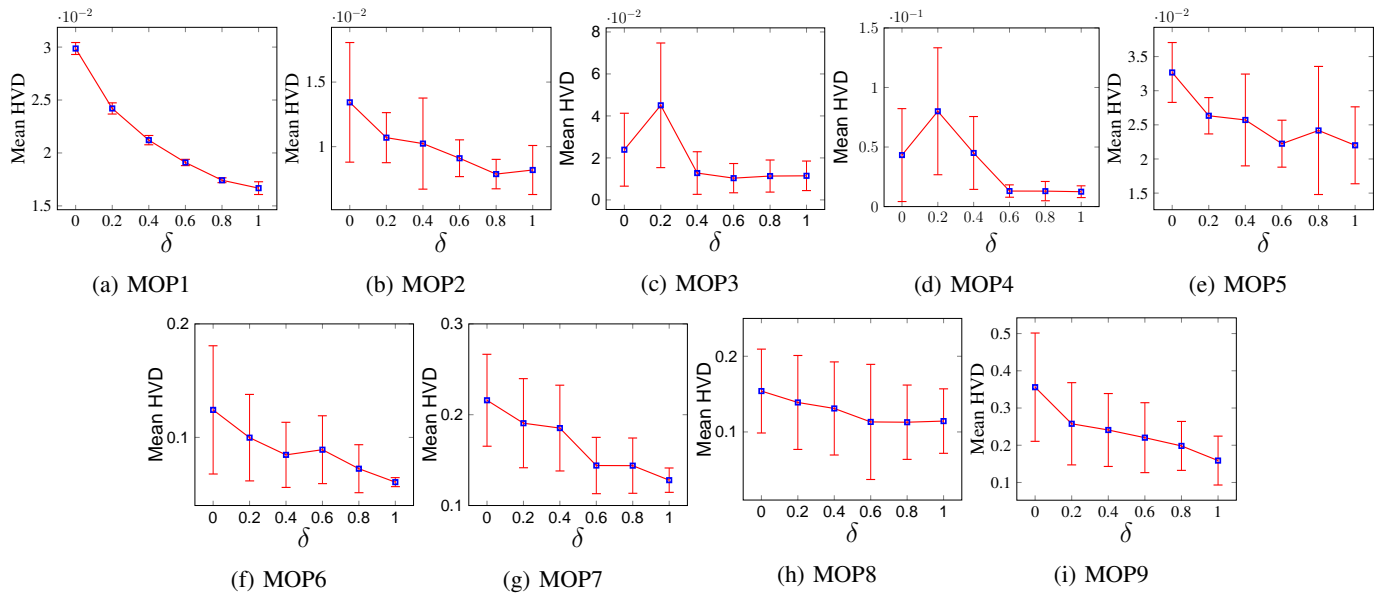 ·10−2
Mean HVD
3
2.5
2
1.5
0 0.2 0.4 0.6 0.8 1
δ
(a) MOP1
·10−2
Mean HVD
1.5
1
0 0.2 0.4 0.6 0.8 1
δ
(b) MOP2
·10−2
Mean HVD
8
6
4
2
0
0 0.2 0.4 0.6 0.8 1
δ
(c) MOP3
·10−1
1.5
1
0.5
0
0 0.2 0.4 0.6 0.8 1
δ
(d) MOP4
·10−2
Mean HVD
3.5
3
2.5
2
1.5
0 0.2 0.4 0.6 0.8 1
δ
(e) MOP5
Mean HVD
0.2
0.1
0 0.2 0.4 0.6 0.8 1
δ
(f) MOP6
Mean HVD
0.3
0.2
0.1
0 0.2 0.4 0.6 0.8 1
δ
(g) MOP7
Mean HVD
0.2
0.1
0 0.2 0.4 0.6 0.8 1
δ
(h) MOP8
Mean HVD
0.5
0.4
0.3
0.2
0.1
0 0.2 0.4 0.6 0.8 1
δ
(i) MOP9